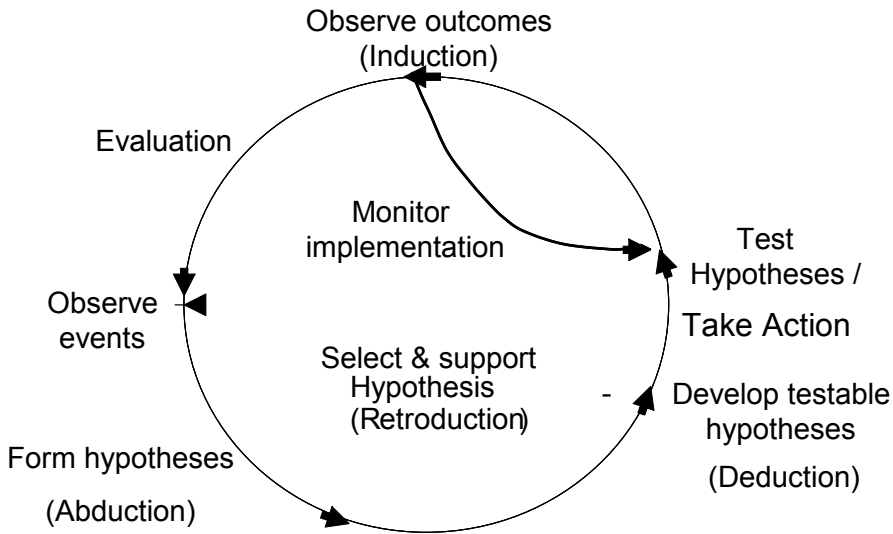 Observe outcomes
(Induction)
Evaluation
Monitor
implementation
Test
Hypotheses /
Take Action
Observe
events
Select & support
Hypothesis
(Retroduction)
-
Develop testable
hypotheses
(Deduction)
Form hypotheses
(Abduction)